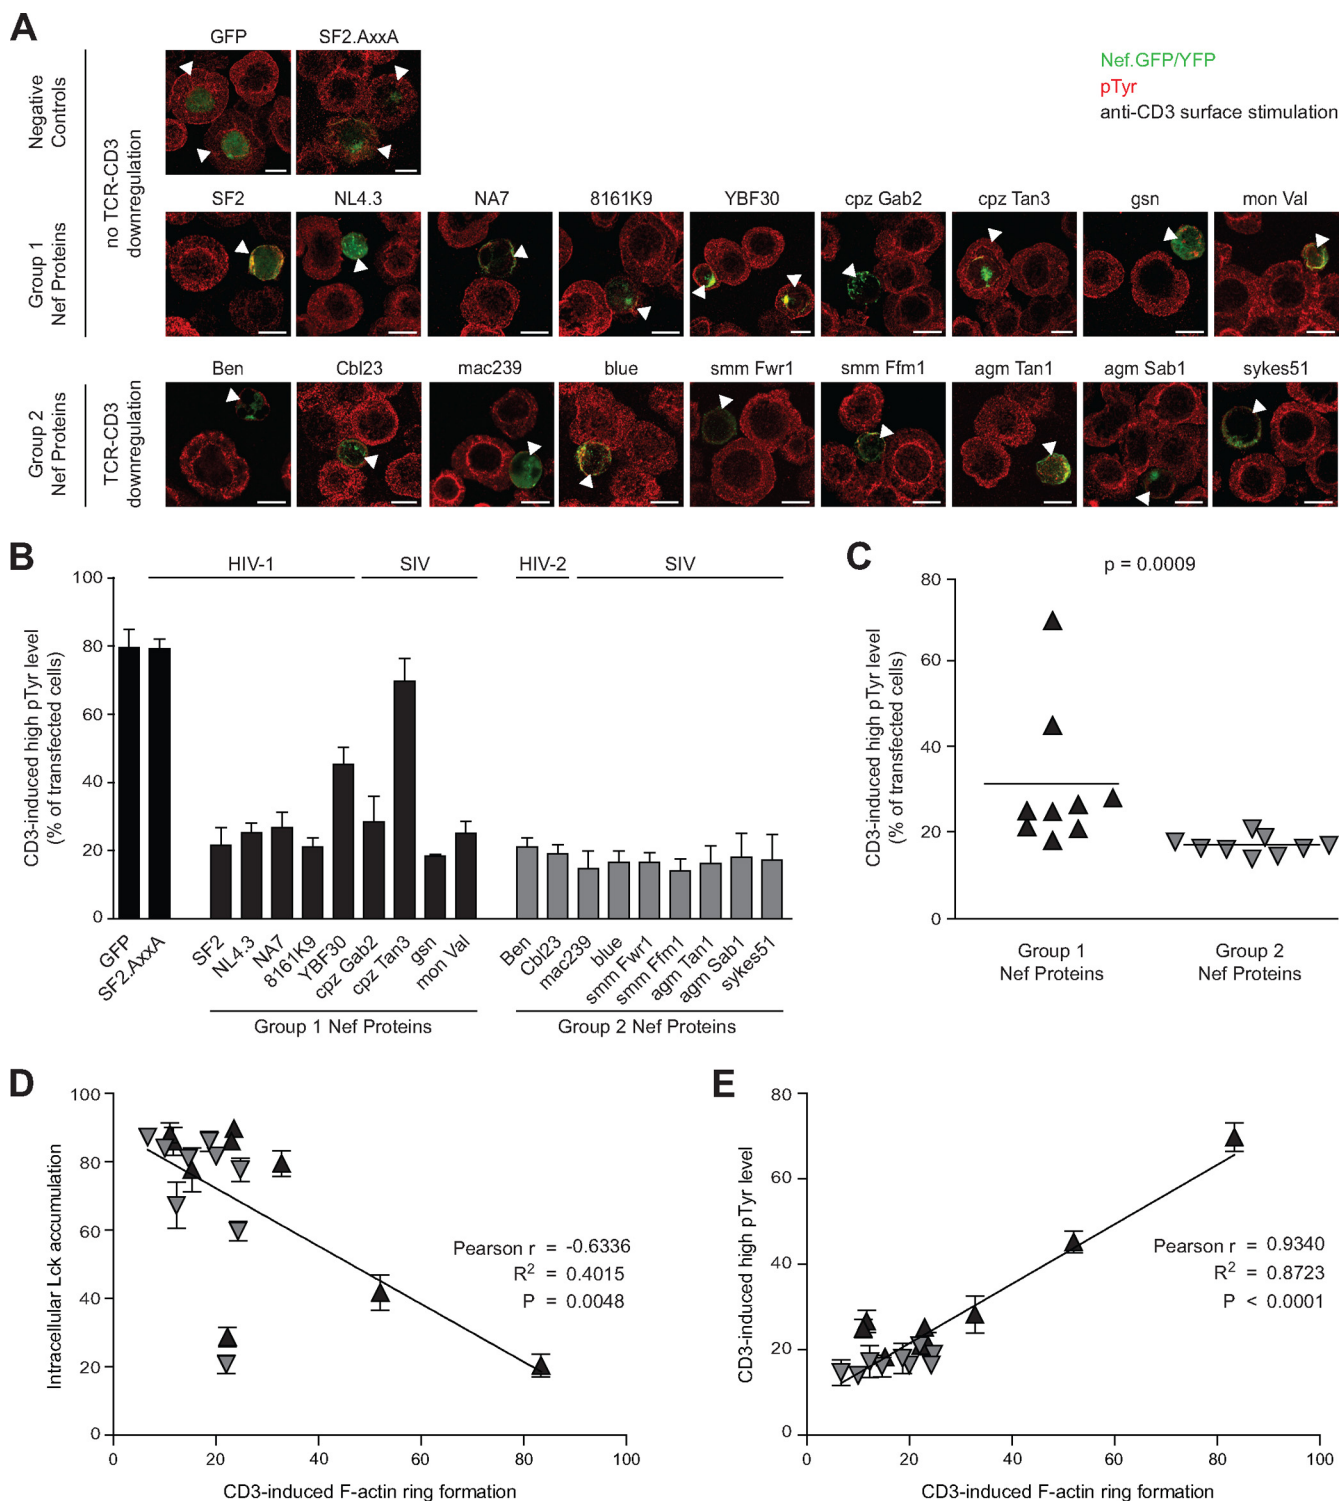 A
GFP
SF2.AxxA
Nef.GFP/YFP
pTyr
anti-CD3 surface stimulation
Negative
Controls
no TCR-CD3
downregulation
Group 1
Nef Proteins
SF2
NL4.3
NA7
8161K9
YBF30
cpz Gab2
cpz Tan3
gsn
mon Val
Group 2
Nef Proteins
TCR-CD3
downregulation
Ben
Cbl23
mac239
blue
smm Fwr1
smm Ffm1
agm Tan1
agm Sab1
sykes51
B
HIV-1
SIV
HIV-2
SIV
CD3-induced high pTyr level
(% of transfected cells)
100
80
60
40
20
0
GFP
SF2.AxxA
SF2
NL4.3
NA7
8161K9
YBF30
cpz Gab2
cpz Tan3
gsn
mon Val
Ben
Cbl23
mac239
blue
smm Fwr1
smm Ffm1
agm Tan1
agm Sab1
sykes51
Group 1 Nef Proteins
Group 2 Nef Proteins
C
p = 0.0009
CD3-induced high pTyr level
(% of transfected cells)
80
60
40
20
0
Group 1
Nef Proteins
Group 2
Nef Proteins
D
Intracellular Lck accumulation
100
80
60
40
20
0
Pearson r = -0.6336
R2 = 0.4015
P = 0.0048
0 20 40 60 80 100
CD3-induced F-actin ring formation
E
CD3-induced high pTyr level
80
60
40
20
0
Pearson r = 0.9340
R2 = 0.8723
P < 0.0001
0 20 40 60 80 100
CD3-induced F-actin ring formation